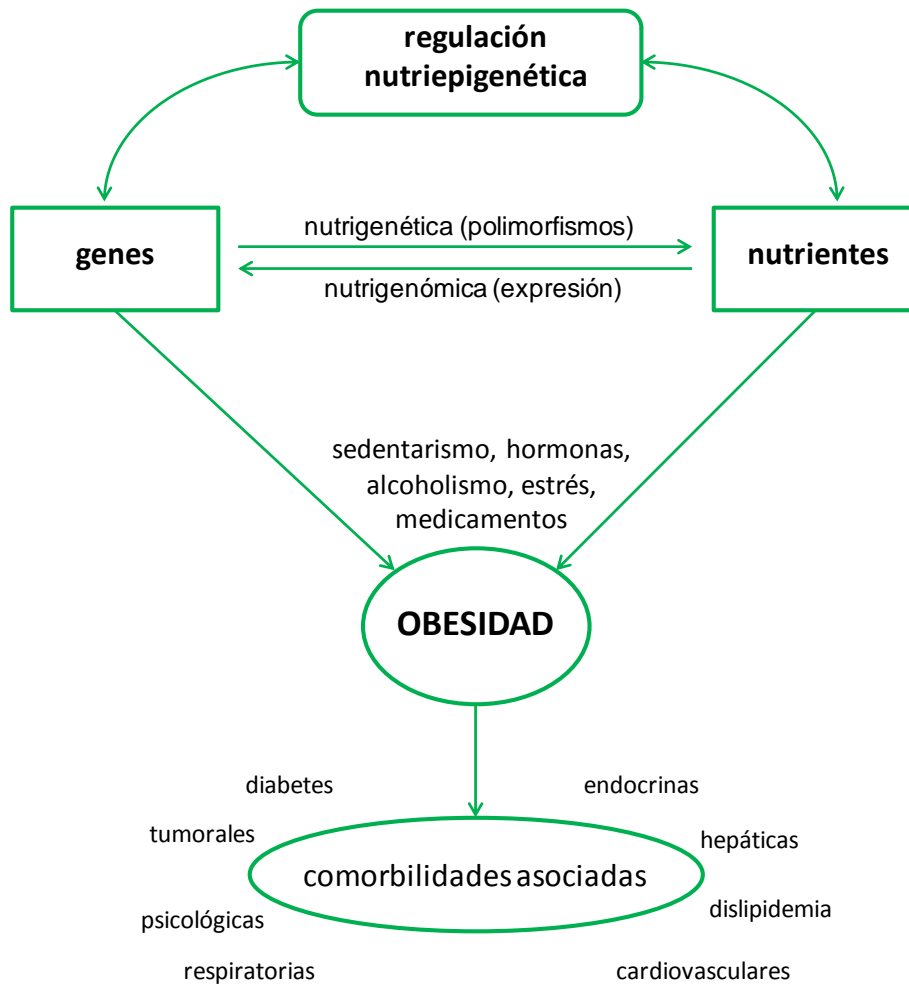 regulación
nutriepigenética
genes
nutrigenética (polimorfismos)
nutrigenómica (expresión)
nutrientes
sedentarismo, hormonas,
alcoholismo, estrés,
medicamentos
OBESIDAD
diabetes
endocrinas
tumorales
hepáticas
comorbilidades asociadas
psicológicas
dislipidemia
respiratorias
cardiovasculares